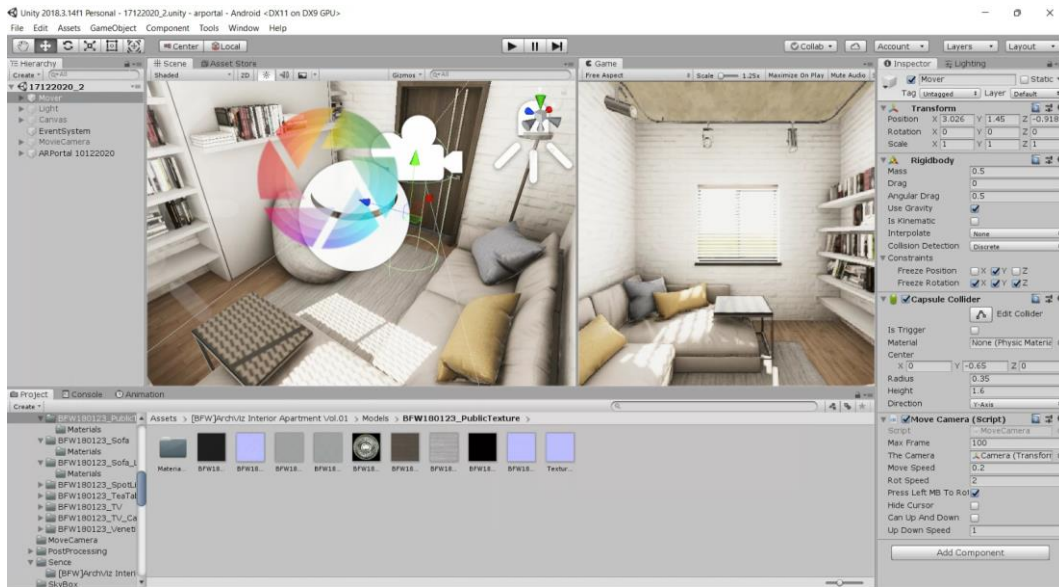 Unity 2018.3.14f1 Personal - 17122020_2.unity - arportal - Android <DX11 on DX9 GPU>
File Edit Assets GameObject Component Tools Window Help
Center Local Collab Account Layers Layout
Hierarchy
Create All
17122020_2
Mover
Light
Canvas
EventSystem
MovieCamera
ARPortal 10122020
Scene Asset Store
Shaded 2D Gizmos All
Game
Free Aspect Scale 1.25x Maximize On Play Mute Audio
Inspector Lighting
Mover Static
Tag Untagged Layer Default
Transform
Position X 3.026 Y 1.45 Z -0.918
Rotation X 0 Y 0 Z 0
Scale X 1 Y 1 Z 1
Rigidbody
Mass 0.5
Drag 0
Angular Drag 0.5
Use Gravity
Is Kinematic
Interpolate None
Collision Detection Discrete
Constraints
Freeze Position X Y Z
Freeze Rotation X Y Z
Capsule Collider
Edit Collider
Is Trigger
Material None (Physic Materia
Center
X 0 Y -0.65 Z 0
Radius 0.35
Height 1.6
Direction Y-Axis
Move Camera (Script)
Script MoveCamera
Max Frame 100
The Camera Camera (Transforn
Move Speed 0.2
Rot Speed 2
Press Left MB To Rot
Hide Cursor
Can Up And Down
Up Down Speed 1
Add Component
Project Console Animation
Create
BFW180123_PublicT
Materials
BFW180123_Sofa
Materials
BFW180123_Sofa_L
Materials
BFW180123_SpotLi
BFW180123_TeaTal
BFW180123_TV
BFW180123_TV_Ca
BFW180123_Veneti
MoveCamera
PostProcessing
Sence
[BFW]ArchViz Interi
SkyBox
Assets > [BFW]ArchViz Interior Apartment Vol.01 > Models > BFW180123_PublicTexture >
Materia... BFW18... BFW18... BFW18... BFW18... BFW18... BFW18... BFW18... BFW18... BFW18... Textur...